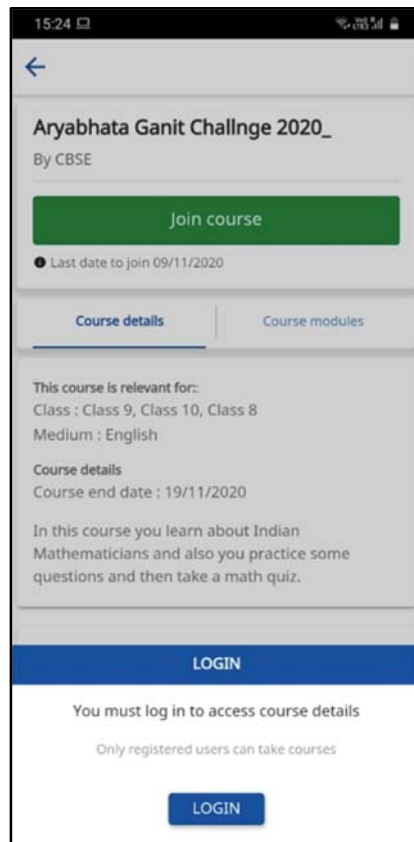 15:24
Aryabhata Ganit Challnge 2020_
By CBSE
Join course
Last date to join 09/11/2020
Course details Course modules
This course is relevant for::
Class : Class 9, Class 10, Class 8
Medium : English
Course details
Course end date : 19/11/2020
In this course you learn about Indian
Mathematicians and also you practice some
questions and then take a math quiz.
LOGIN
You must log in to access course details
Only registered users can take courses
LOGIN